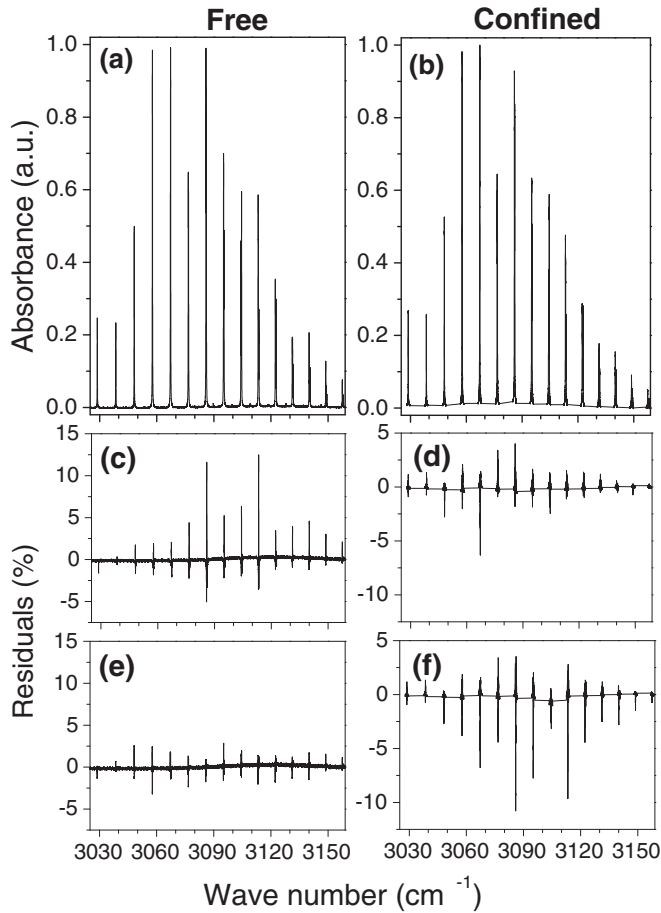 Free Confined
(a) (b)
1.0 1.0
0.8 0.8
0.6 0.6
0.4 0.4
0.2 0.2
0.0 0.0
Absorbance (a.u.)
(c) (d)
15 5
10 0
5 -5
0 -10
-5
(e) (f)
15 5
10 0
5 -5
0 -10
-5
Residuals (%)
3030 3060 3090 3120 3150 3030 3060 3090 3120 3150
Wave number (cm -1)